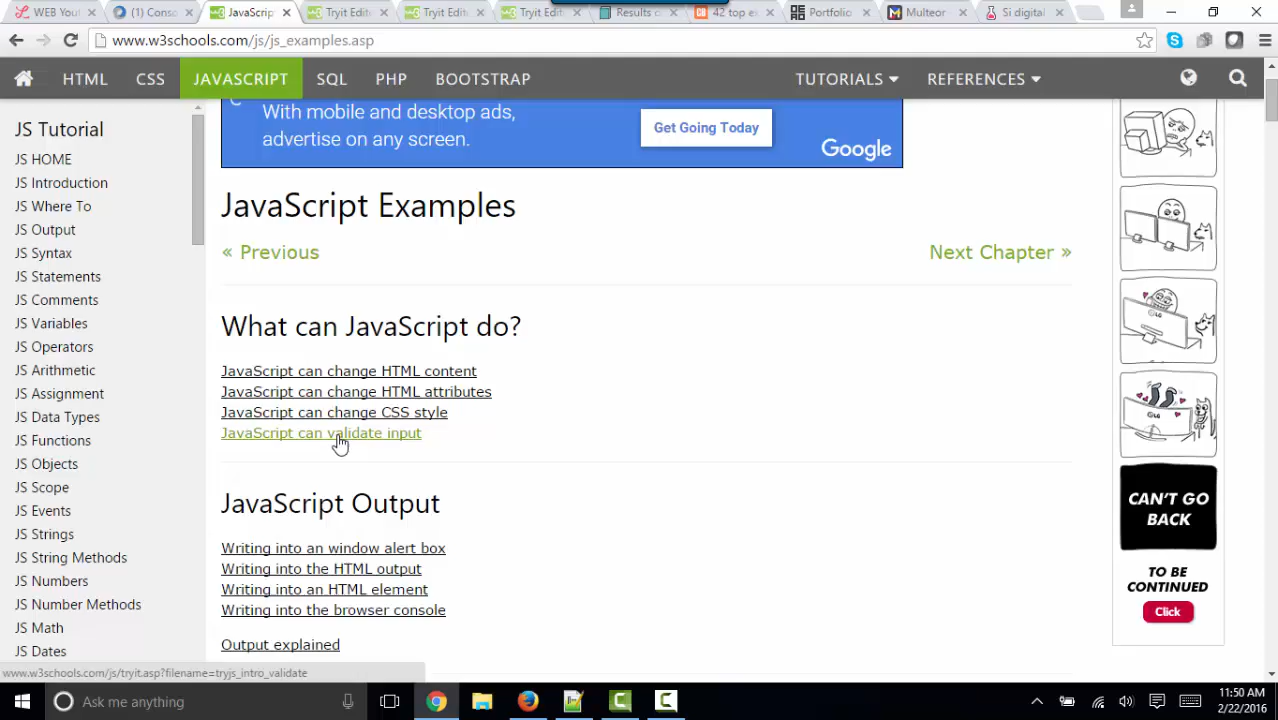 WEB You
(1) Conso
JavaScrip
Tryit Edit
Tryit Edit
Tryit Edit
Results c
42 top e
Portfolio
Multeor
Si digital
www.w3schools.com/js/js_examples.asp
HTML CSS JAVASCRIPT SQL PHP BOOTSTRAP TUTORIALS REFERENCES
With mobile and desktop ads,
advertise on any screen.
Get Going Today
Google
JS Tutorial
JS HOME
JS Introduction
JS Where To
JS Output
JS Syntax
JS Statements
JS Comments
JS Variables
JS Operators
JS Arithmetic
JS Assignment
JS Data Types
JS Functions
JS Objects
JS Scope
JS Events
JS Strings
JS String Methods
JS Numbers
JS Number Methods
JS Math
JS Dates
JavaScript Examples
« Previous
Next Chapter »
What can JavaScript do?
JavaScript can change HTML content
JavaScript can change HTML attributes
JavaScript can change CSS style
JavaScript can validate input
JavaScript Output
Writing into an window alert box
Writing into the HTML output
Writing into an HTML element
Writing into the browser console
Output explained
LG
LG
CAN'T GO
BACK
TO BE
CONTINUED
Click
www.w3schools.com/js/tryit.asp?filename=tryjs_intro_validate
Ask me anything
11:50 AM
2/22/2016